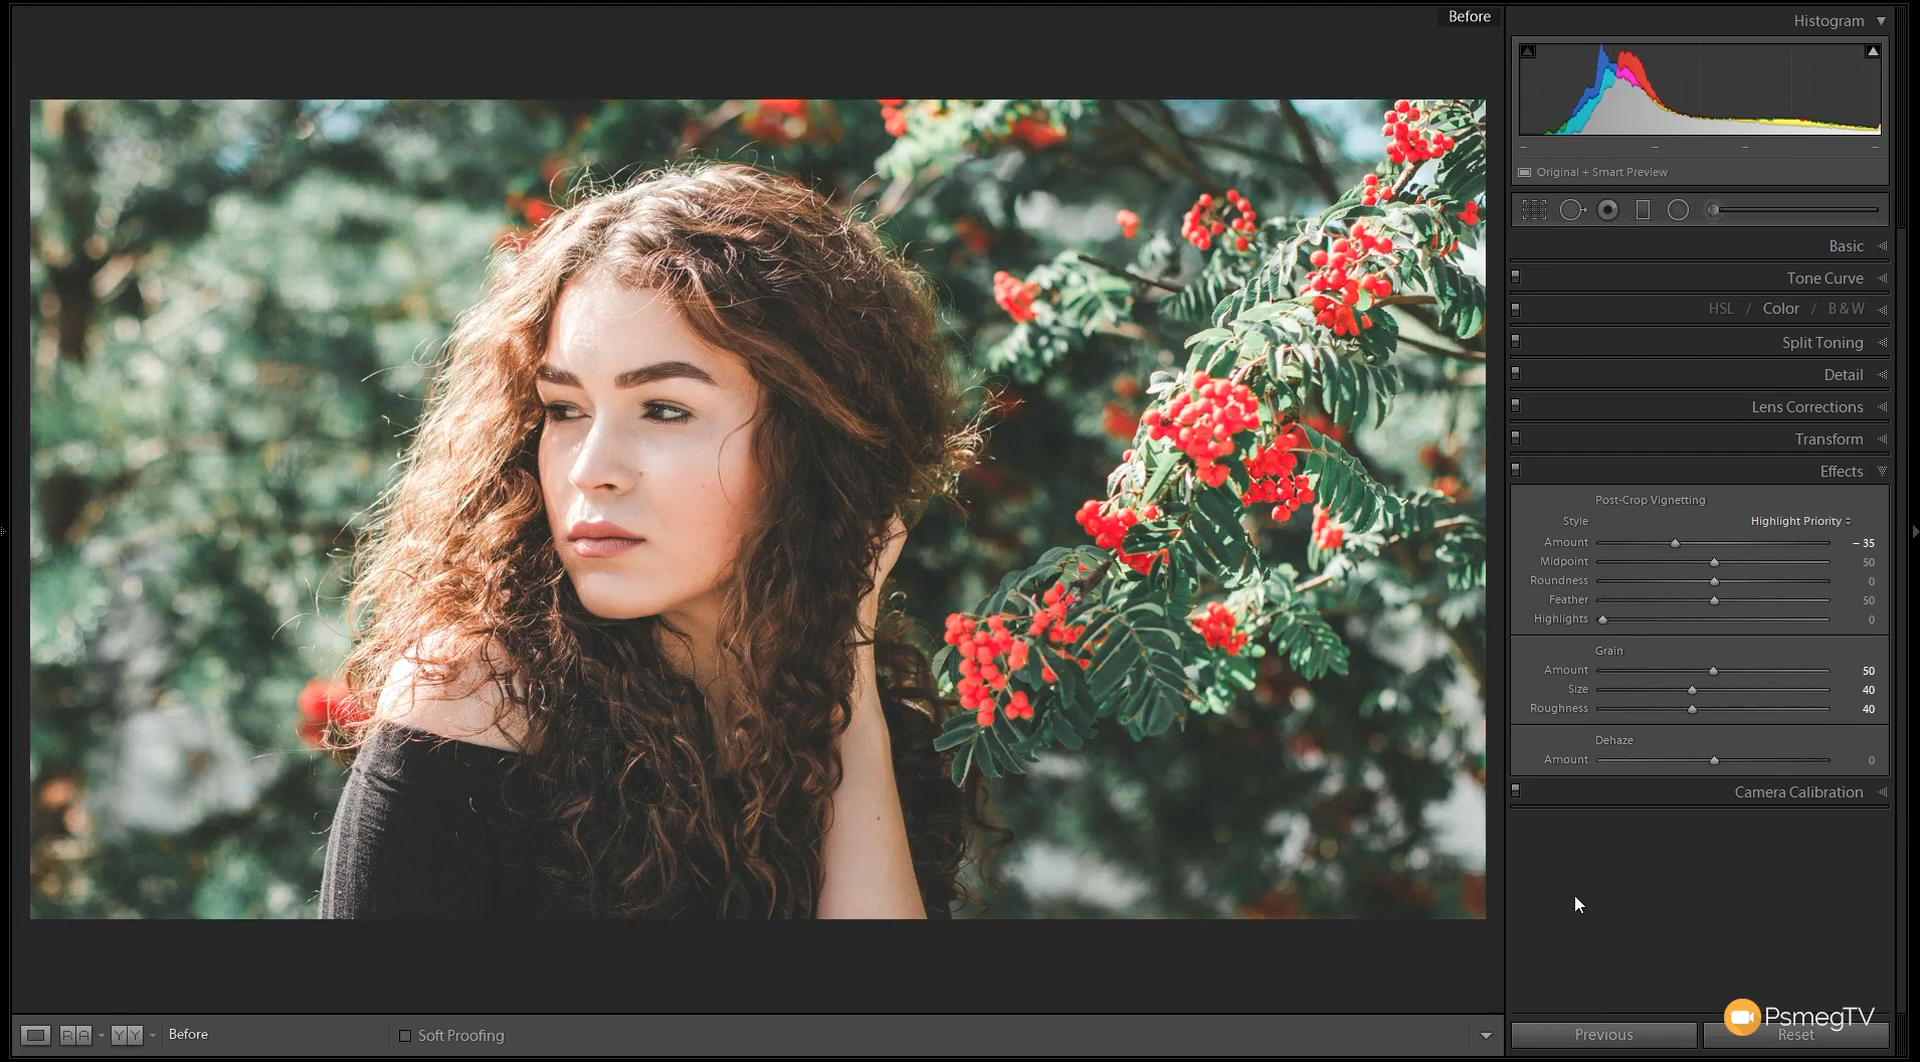 Before
Histogram
Original + Smart Preview
Basic
Tone Curve
HSL / Color / B & W
Split Toning
Detail
Lens Corrections
Transform
Effects
Post-Crop Vignetting
Style Highlight Priority
Amount – 35
Midpoint 50
Roundness 0
Feather 50
Highlights 0
Grain
Amount 50
Size 40
Roughness 40
Dehaze
Amount 0
Camera Calibration
PsmegTV
R A Y Y Before Soft Proofing Previous Reset